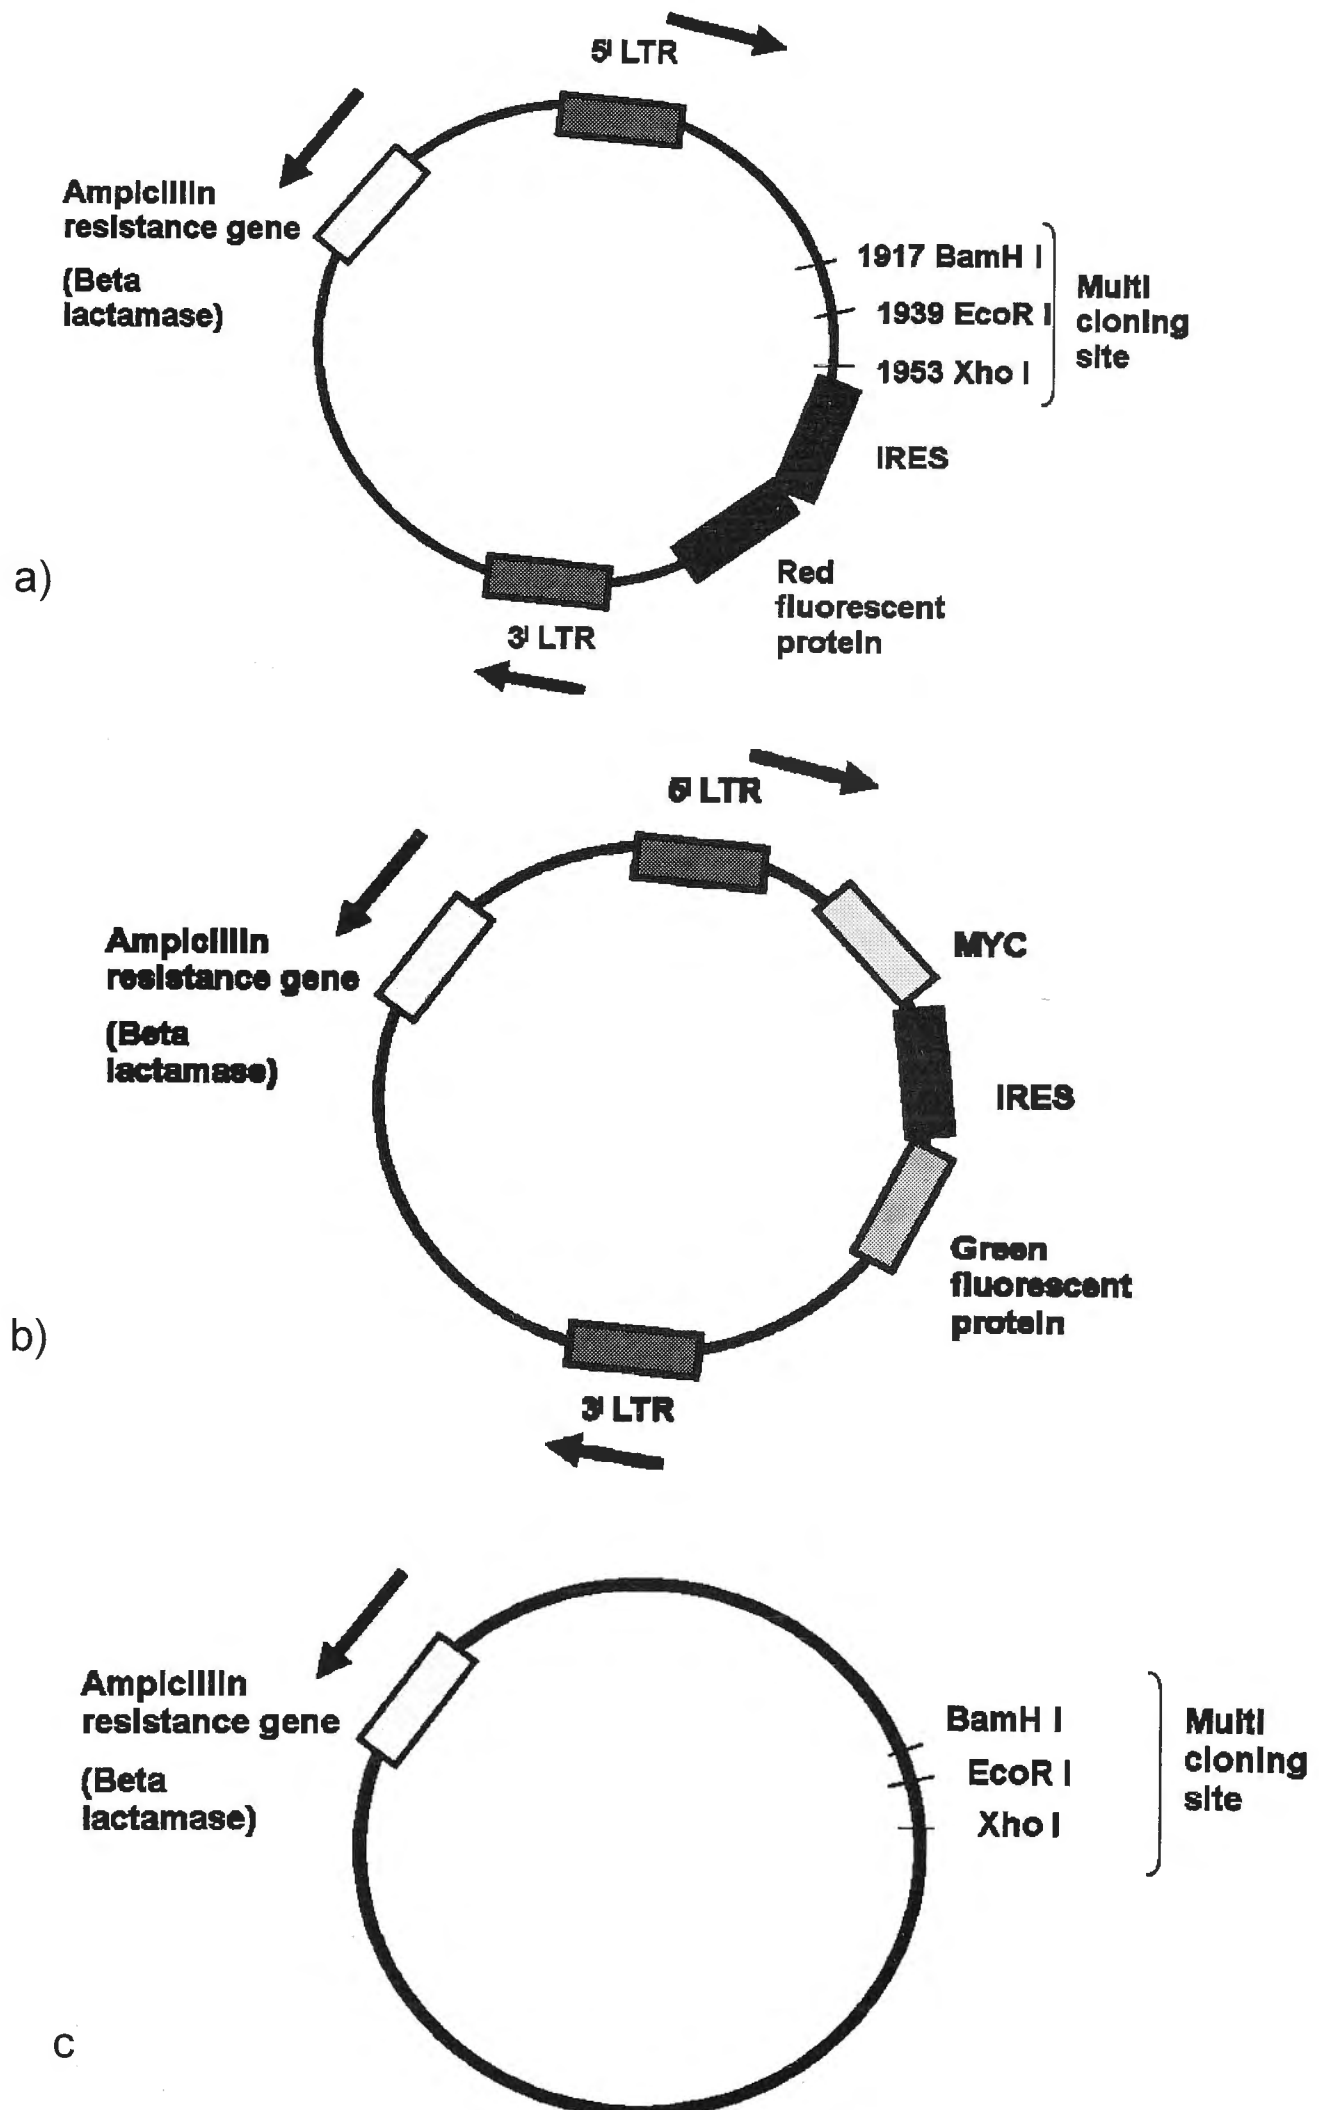 5' LTR
Ampicillin
resistance gene
(Beta
lactamase)
1917 BamH I
1939 EcoR I
1953 Xho I
Multi
cloning
site
IRES
Red
fluorescent
protein
3' LTR
a)
5' LTR
Ampicillin
resistance gene
(Beta
lactamase)
MYC
IRES
Green
fluorescent
protein
3' LTR
b)
Ampicillin
resistance gene
(Beta
lactamase)
BamH I
EcoR I
Xho I
Multi
cloning
site
c